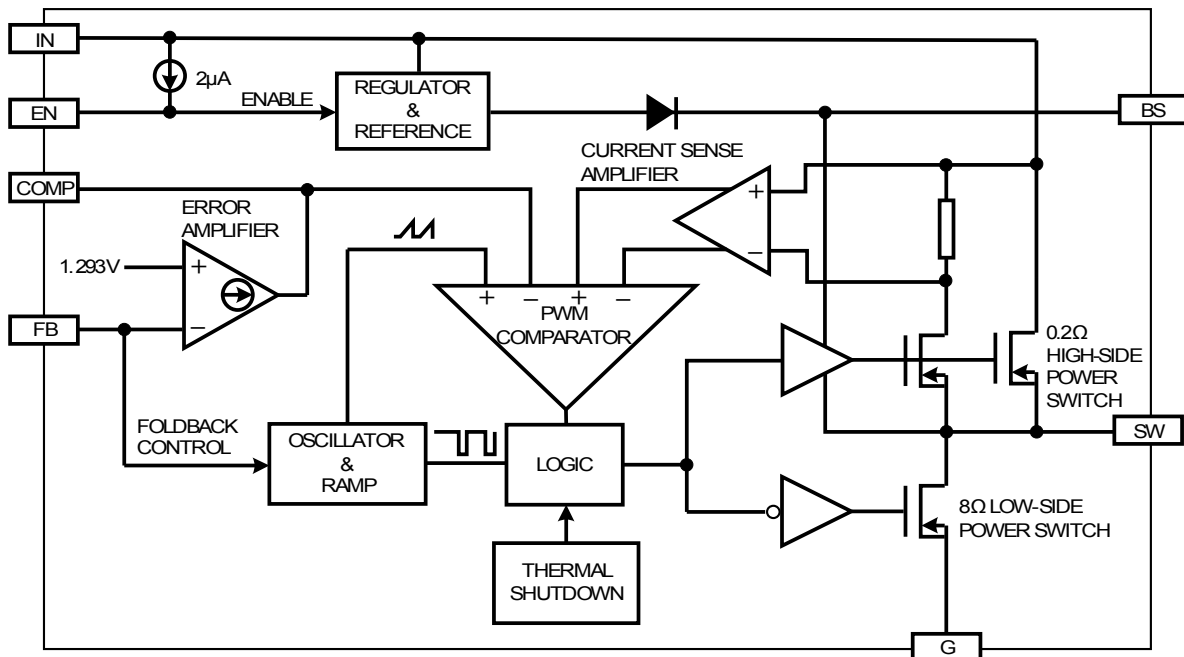 IN
2µA
EN
ENABLE
REGULATOR
&
REFERENCE
BS
COMP
ERROR
AMPLIFIER
CURRENT SENSE
AMPLIFIER
+
−
1.293V
+
−
FB
+
−
+
−
PWM
COMPARATOR
0.2Ω
HIGH-SIDE
POWER
SWITCH
FOLDBACK
CONTROL
OSCILLATOR
&
RAMP
LOGIC
SW
8Ω LOW-SIDE
POWER SWITCH
THERMAL
SHUTDOWN
G